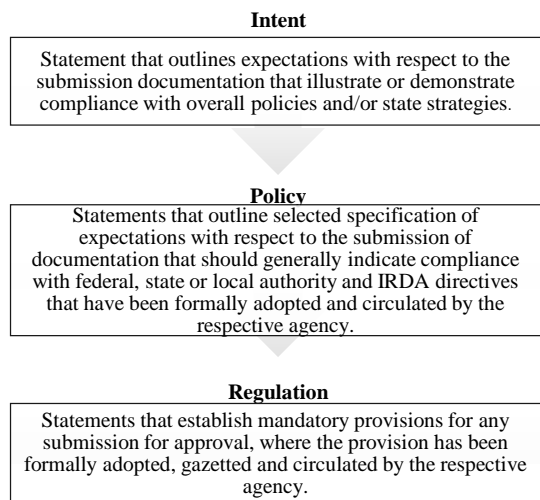 Intent
Statement that outlines expectations with respect to the
submission documentation that illustrate or demonstrate
compliance with overall policies and/or state strategies.
Policy
Statements that outline selected specification of
expectations with respect to the submission of
documentation that should generally indicate compliance
with federal, state or local authority and IRDA directives
that have been formally adopted and circulated by the
respective agency.
Regulation
Statements that establish mandatory provisions for any
submission for approval, where the provision has been
formally adopted, gazetted and circulated by the respective
agency.